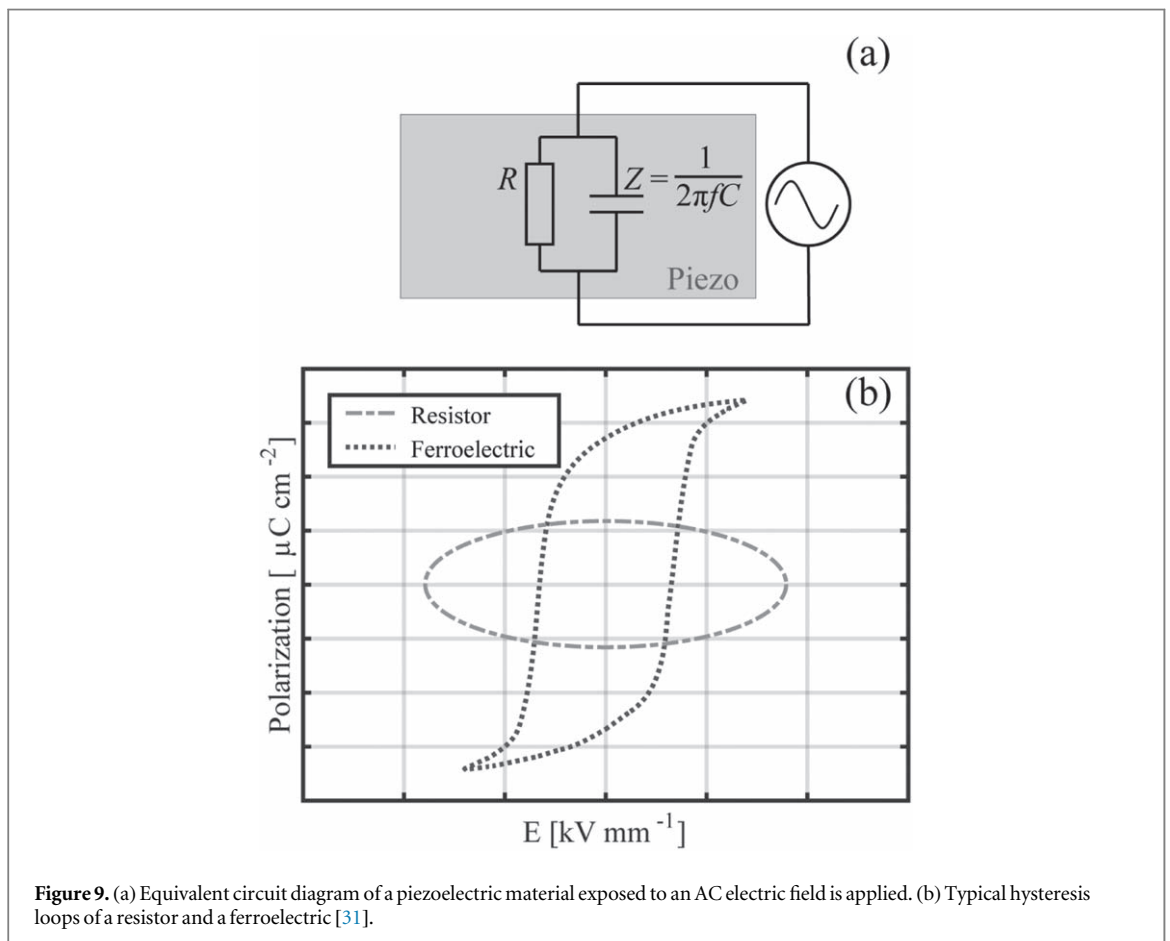 (a)
R
Z = 1/2πfC
Piezo
(b)
Resistor
Ferroelectric
Polarization [ μC cm⁻²]
E [kV mm⁻¹]
Figure 9. (a) Equivalent circuit diagram of a piezoelectric material exposed to an AC electric field is applied. (b) Typical hysteresis
loops of a resistor and a ferroelectric [31].